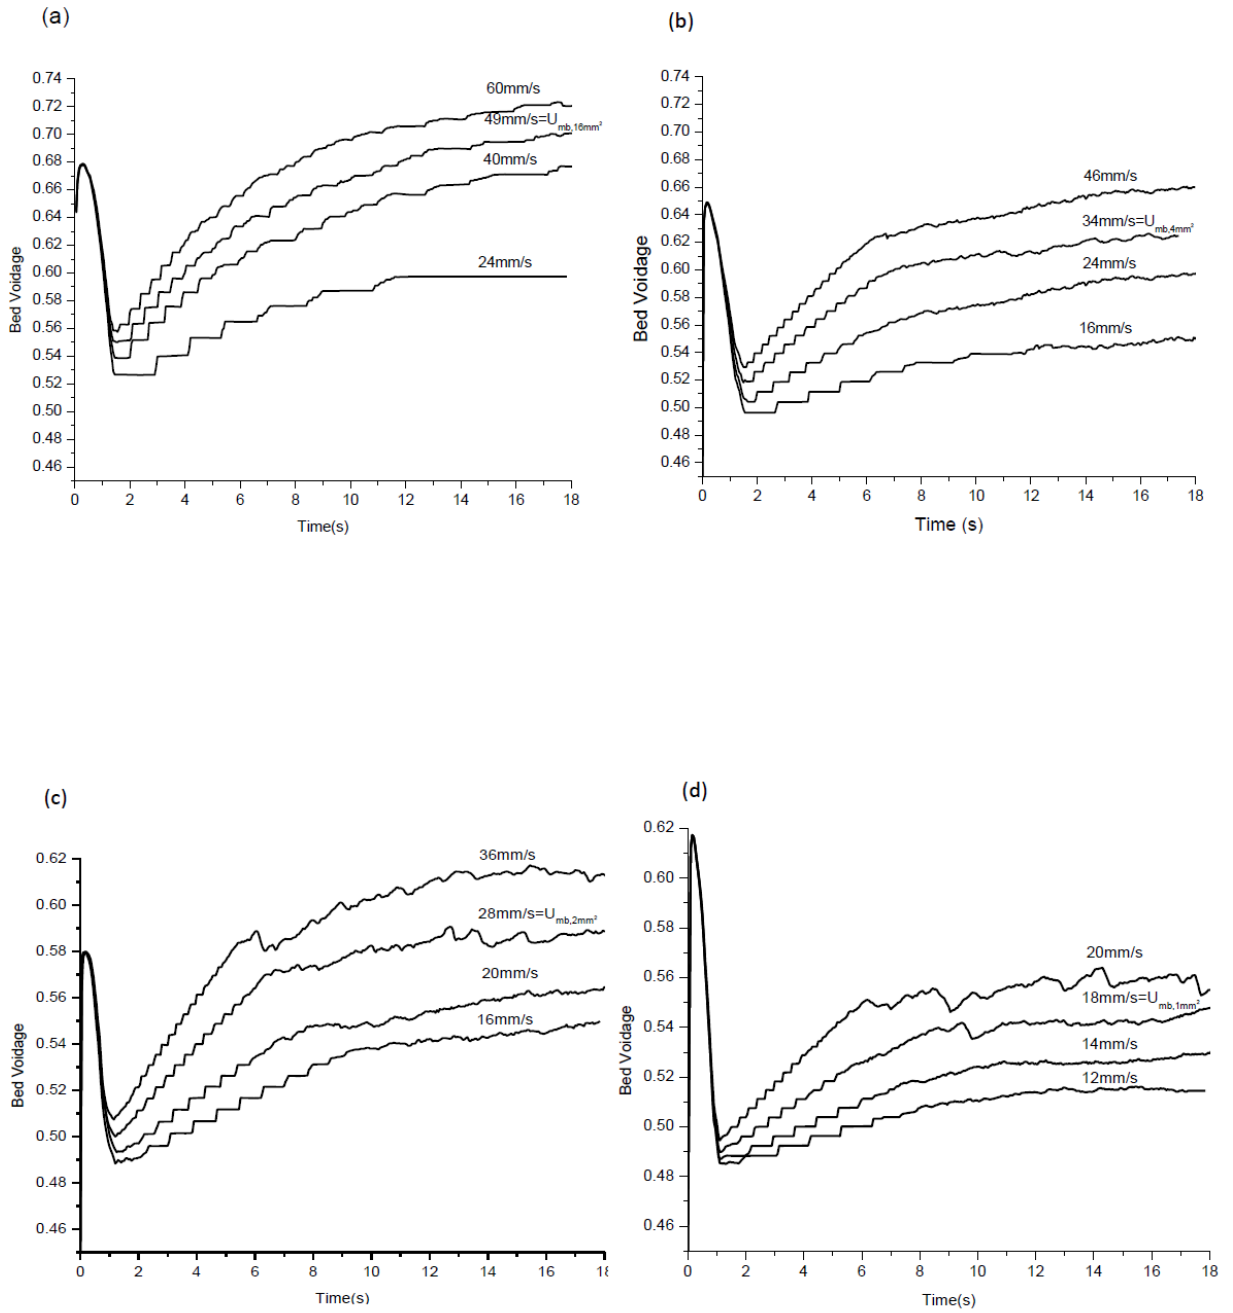 (a)
0.74
0.72
0.70
0.68
0.66
0.64
0.62
0.60
0.58
0.56
0.54
0.52
0.50
0.48
0.46
Bed Voidage
60mm/s
49mm/s=U mb,16mm²
40mm/s
24mm/s
0 2 4 6 8 10 12 14 16 18
Time(s)
(b)
0.74
0.72
0.70
0.68
0.66
0.64
0.62
0.60
0.58
0.56
0.54
0.52
0.50
0.48
0.46
Bed Voidage
46mm/s
34mm/s=U mb,4mm²
24mm/s
16mm/s
0 2 4 6 8 10 12 14 16 18
Time (s)
(c)
0.62
0.60
0.58
0.56
0.54
0.52
0.50
0.48
0.46
Bed Voidage
36mm/s
28mm/s=U mb,2mm²
20mm/s
16mm/s
0 2 4 6 8 10 12 14 16 18
Time(s)
(d)
0.62
0.60
0.58
0.56
0.54
0.52
0.50
0.48
0.46
Bed Voidage
20mm/s
18mm/s=U mb,1mm²
14mm/s
12mm/s
0 2 4 6 8 10 12 14 16 18
Time(s)